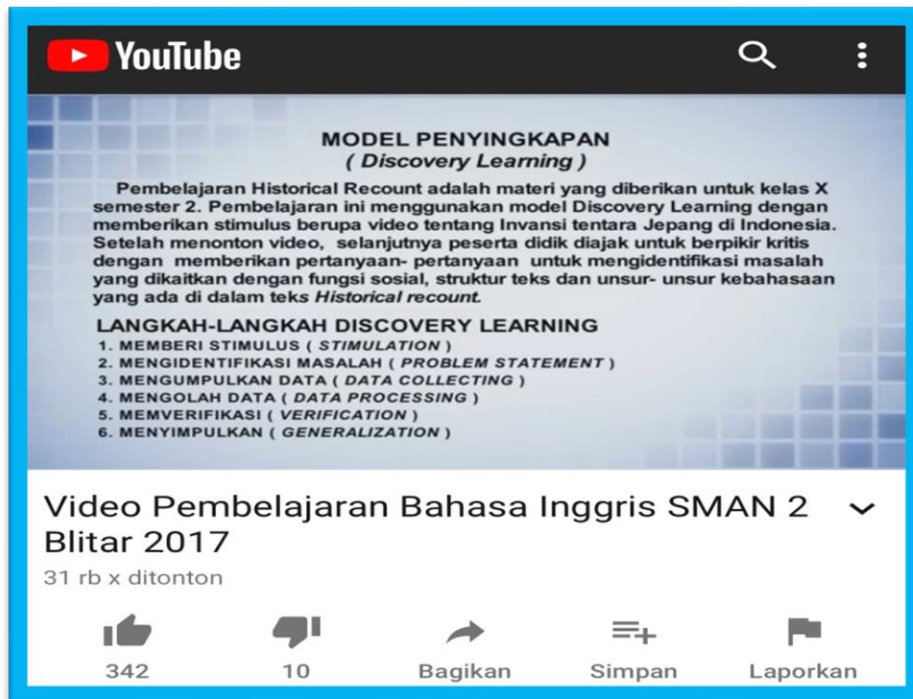 YouTube
MODEL PENYINGKAPAN
( Discovery Learning )
Pembelajaran Historical Recount adalah materi yang diberikan untuk kelas X
semester 2. Pembelajaran ini menggunakan model Discovery Learning dengan
memberikan stimulus berupa video tentang Invansi tentara Jepang di Indonesia.
Setelah menonton video, selanjutnya peserta didik diajak untuk berpikir kritis
dengan memberikan pertanyaan- pertanyaan untuk mengidentifikasi masalah
yang dikaitkan dengan fungsi sosial, struktur teks dan unsur- unsur kebahasaan
yang ada di dalam teks Historical recount.
LANGKAH-LANGKAH DISCOVERY LEARNING
1. MEMBERI STIMULUS ( STIMULATION )
2. MENGIDENTIFIKASI MASALAH ( PROBLEM STATEMENT )
3. MENGUMPULKAN DATA ( DATA COLLECTING )
4. MENGOLAH DATA ( DATA PROCESSING )
5. MEMVERIFIKASI ( VERIFICATION )
6. MENYIMPULKAN ( GENERALIZATION )
Video Pembelajaran Bahasa Inggris SMAN 2
Blitar 2017
31 rb x ditonton
342 10 Bagikan Simpan Laporkan